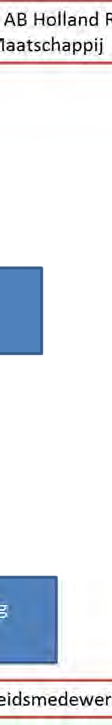 AB Holland R
Maatschappij
g
eidsmedewer